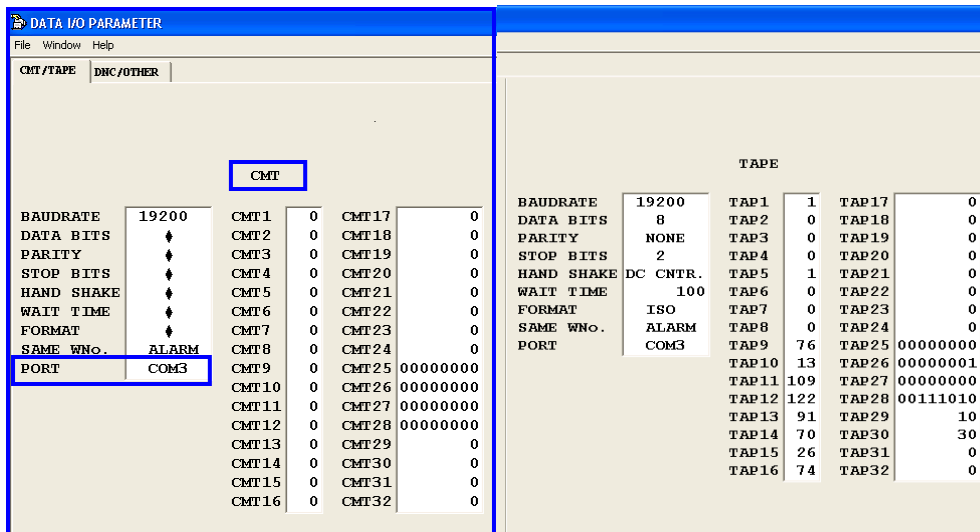 DATA I/O PARAMETER
File Window Help
CMT/TAPE DNC/OTHER
CMT
BAUDRATE 19200 CMT1 0 CMT17 0
DATA BITS ♦ CMT2 0 CMT18 0
PARITY ♦ CMT3 0 CMT19 0
STOP BITS ♦ CMT4 0 CMT20 0
HAND SHAKE ♦ CMT5 0 CMT21 0
WAIT TIME ♦ CMT6 0 CMT22 0
FORMAT ♦ CMT7 0 CMT23 0
SAME WNo. ALARM CMT8 0 CMT24 0
PORT COM3 CMT9 0 CMT25 00000000
CMT10 0 CMT26 00000000
CMT11 0 CMT27 00000000
CMT12 0 CMT28 00000000
CMT13 0 CMT29 0
CMT14 0 CMT30 0
CMT15 0 CMT31 0
CMT16 0 CMT32 0
TAPE
BAUDRATE 19200 TAP1 1 TAP17 0
DATA BITS 8 TAP2 0 TAP18 0
PARITY NONE TAP3 0 TAP19 0
STOP BITS 2 TAP4 0 TAP20 0
HAND SHAKE DC CNTR. TAP5 1 TAP21 0
WAIT TIME 100 TAP6 0 TAP22 0
FORMAT ISO TAP7 0 TAP23 0
SAME WNo. ALARM TAP8 0 TAP24 0
PORT COM3 TAP9 76 TAP25 00000000
TAP10 13 TAP26 00000001
TAP11 109 TAP27 00000000
TAP12 122 TAP28 00111010
TAP13 91 TAP29 10
TAP14 70 TAP30 30
TAP15 26 TAP31 0
TAP16 74 TAP32 0